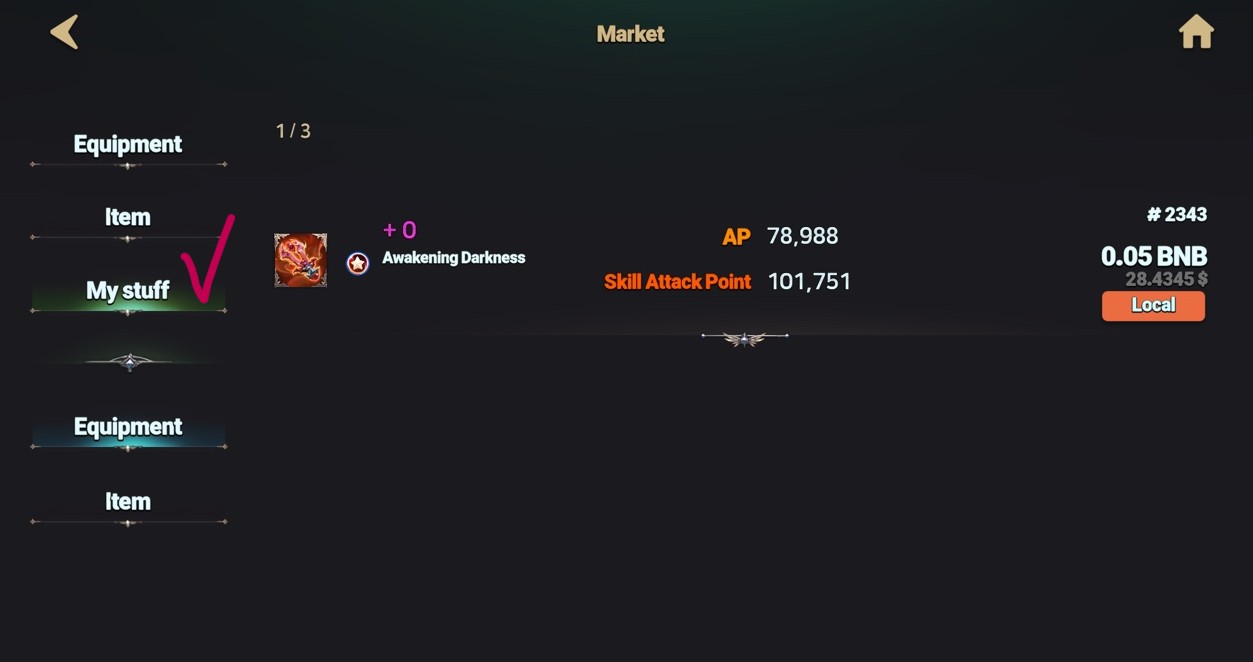 Market
1 / 3
Equipment
Item
My stuff
Equipment
Item
+ 0
Awakening Darkness
AP 78,988
Skill Attack Point 101,751
# 2343
0.05 BNB
28.4345 $
Local